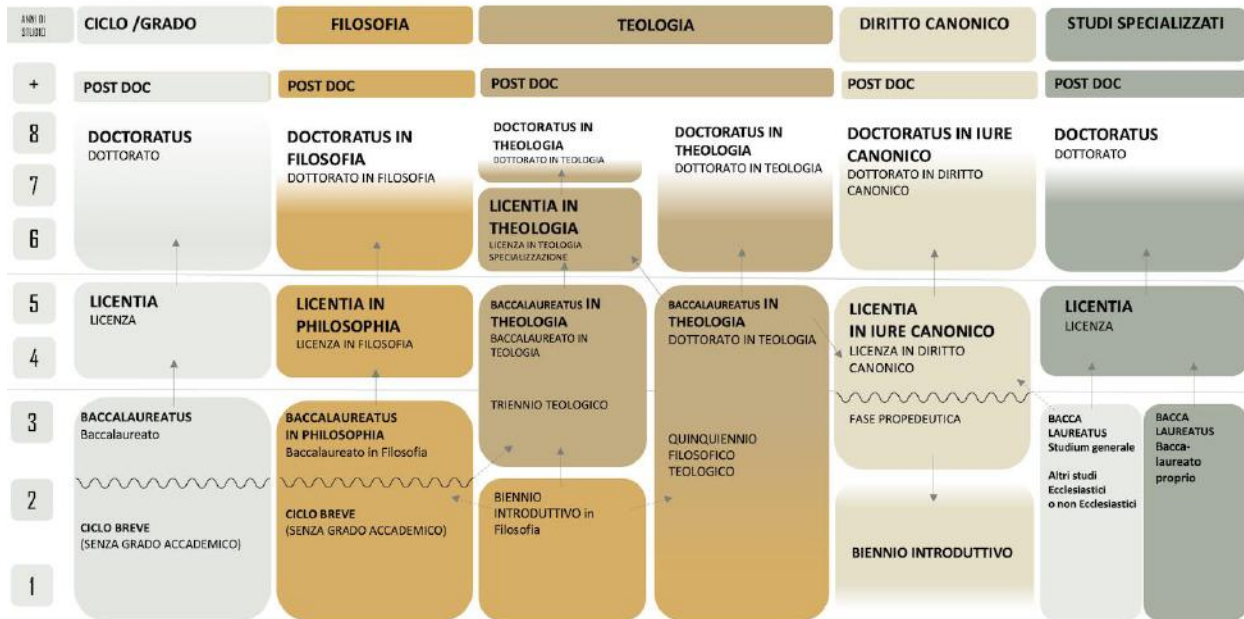 ANNI DI
STUDIO
CICLO /GRADO
FILOSOFIA
TEOLOGIA
DIRITTO CANONICO
STUDI SPECIALIZZATI
+
POST DOC
POST DOC
POST DOC
POST DOC
POST DOC
8
7
6
5
4
3
2
1
DOCTORATUS
DOTTORATO
LICENTIA
LICENZA
BACCALAUREATUS
Baccalaureato
CICLO BREVE
(SENZA GRADO ACCADEMICO)
DOCTORATUS IN
FILOSOFIA
DOTTORATO IN FILOSOFIA
LICENTIA IN
PHILOSOPHIA
LICENZA IN FILOSOFIA
BACCALAUREATUS
IN PHILOSOPHIA
Baccalaureato in Filosofia
CICLO BREVE
(SENZA GRADO ACCADEMICO)
DOCTORATUS IN
THEOLOGIA
DOTTORATO IN TEOLOGIA
LICENTIA IN
THEOLOGIA
LICENZA IN TEOLOGIA
SPECIALIZZAZIONE
BACCALAUREATUS IN
THEOLOGIA
BACCALAUREATO IN
TEOLOGIA
TRIENNIO TEOLOGICO
BIENNIO
INTRODUTTIVO in
Filosofia
DOCTORATUS IN
THEOLOGIA
DOTTORATO IN TEOLOGIA
BACCALAUREATUS IN
THEOLOGIA
DOTTORATO IN TEOLOGIA
QUINQUIENNIO
FILOSOFICO
TEOLOGICO
DOCTORATUS IN IURE
CANONICO
DOTTORATO IN DIRITTO
CANONICO
LICENTIA
IN IURE CANONICO
LICENZA IN DIRITTO
CANONICO
FASE PROPEDEUTICA
BIENNIO INTRODUTTIVO
DOCTORATUS
DOTTORATO
LICENTIA
LICENZA
BACCA
LAUREATUS
Studium generale
Altri studi
Ecclesiastici
o non Ecclesiastici
BACCA
LAUREATUS
Bacca-
laureato
proprio